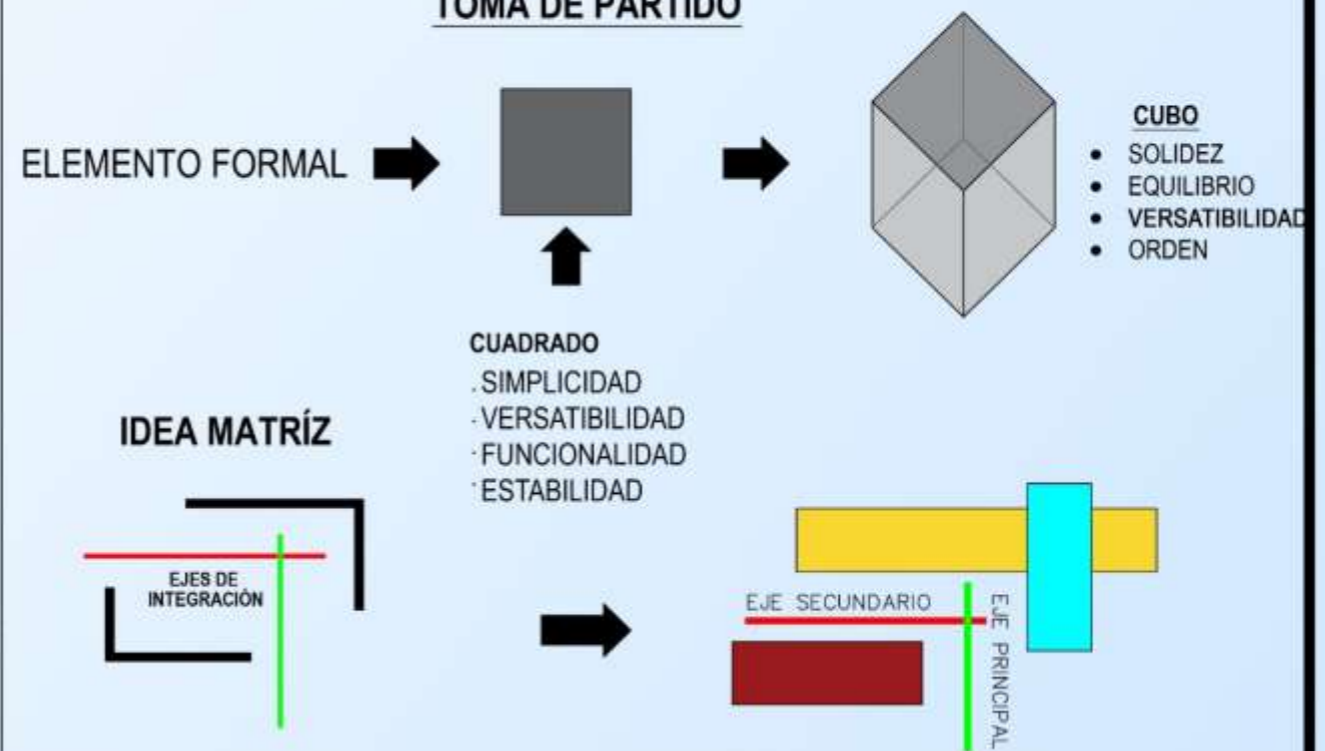 TOMA DE PARTIDO
ELEMENTO FORMAL
CUBO
• SOLIDEZ
• EQUILIBRIO
• VERSATIBILIDAD
• ORDEN
CUADRADO
. SIMPLICIDAD
· VERSATIBILIDAD
· FUNCIONALIDAD
· ESTABILIDAD
IDEA MATRÍZ
EJES DE
INTEGRACIÓN
EJE SECUNDARIO
EJE PRINCIPAL